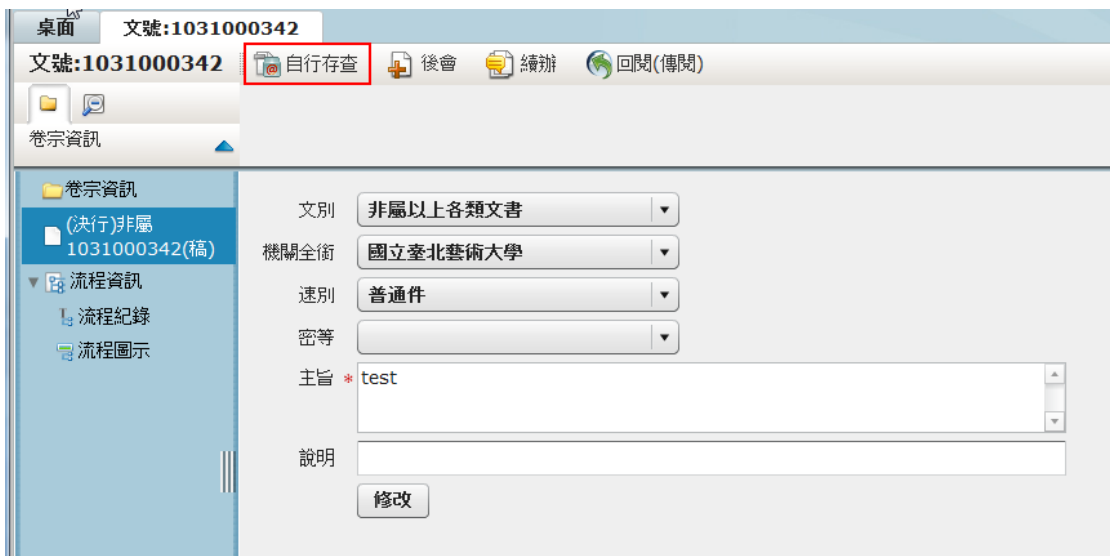 桌面 文號:1031000342
文號:1031000342 自行存查 後會 續辦 回閱(傳閱)
卷宗資訊
卷宗資訊
(決行)非屬
1031000342(稿)
流程資訊
流程紀錄
流程圖示
文別 非屬以上各類文書
機關全銜 國立臺北藝術大學
速別 普通件
密等
主旨 * test
說明
修改